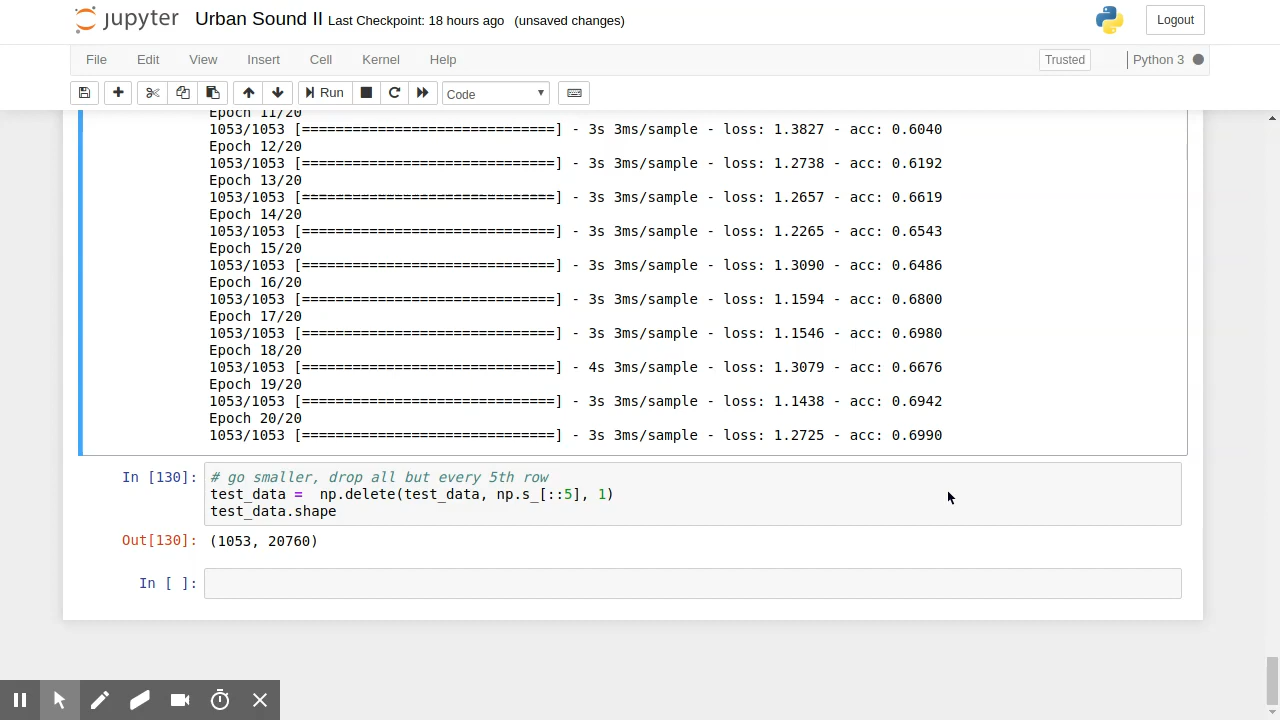 jupyter Urban Sound II Last Checkpoint: 18 hours ago (unsaved changes) Logout
File Edit View Insert Cell Kernel Help Trusted Python 3
Run Code
Epoch 11/20
1053/1053 [==============================] - 3s 3ms/sample - loss: 1.3827 - acc: 0.6040
Epoch 12/20
1053/1053 [==============================] - 3s 3ms/sample - loss: 1.2738 - acc: 0.6192
Epoch 13/20
1053/1053 [==============================] - 3s 3ms/sample - loss: 1.2657 - acc: 0.6619
Epoch 14/20
1053/1053 [==============================] - 3s 3ms/sample - loss: 1.2265 - acc: 0.6543
Epoch 15/20
1053/1053 [==============================] - 3s 3ms/sample - loss: 1.3090 - acc: 0.6486
Epoch 16/20
1053/1053 [==============================] - 3s 3ms/sample - loss: 1.1594 - acc: 0.6800
Epoch 17/20
1053/1053 [==============================] - 3s 3ms/sample - loss: 1.1546 - acc: 0.6980
Epoch 18/20
1053/1053 [==============================] - 4s 3ms/sample - loss: 1.3079 - acc: 0.6676
Epoch 19/20
1053/1053 [==============================] - 3s 3ms/sample - loss: 1.1438 - acc: 0.6942
Epoch 20/20
1053/1053 [==============================] - 3s 3ms/sample - loss: 1.2725 - acc: 0.6990
In [130]: # go smaller, drop all but every 5th row
test_data =  np.delete(test_data, np.s_[::5], 1)
test_data.shape
Out[130]: (1053, 20760)
In [ ]: